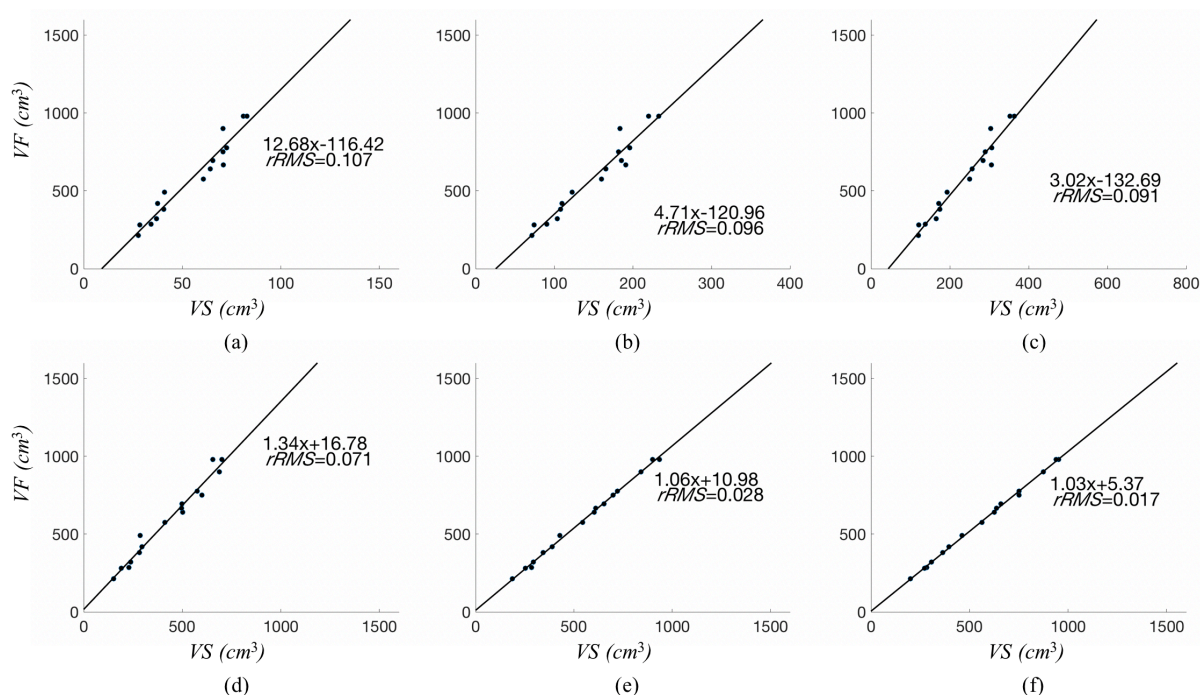 1500
1000
500
0
VF (cm³)
12.68x-116.42
rRMS=0.107
0
50
100
150
VS (cm³)
(a)
1500
1000
500
0
4.71x-120.96
rRMS=0.096
0
100
200
300
400
VS (cm³)
(b)
1500
1000
500
0
3.02x-132.69
rRMS=0.091
0
200
400
600
800
VS (cm³)
(c)
1500
1000
500
0
VF (cm³)
1.34x+16.78
rRMS=0.071
0
500
1000
1500
VS (cm³)
(d)
1500
1000
500
0
1.06x+10.98
rRMS=0.028
0
500
1000
1500
VS (cm³)
(e)
1500
1000
500
0
1.03x+5.37
rRMS=0.017
0
500
1000
1500
VS (cm³)
(f)